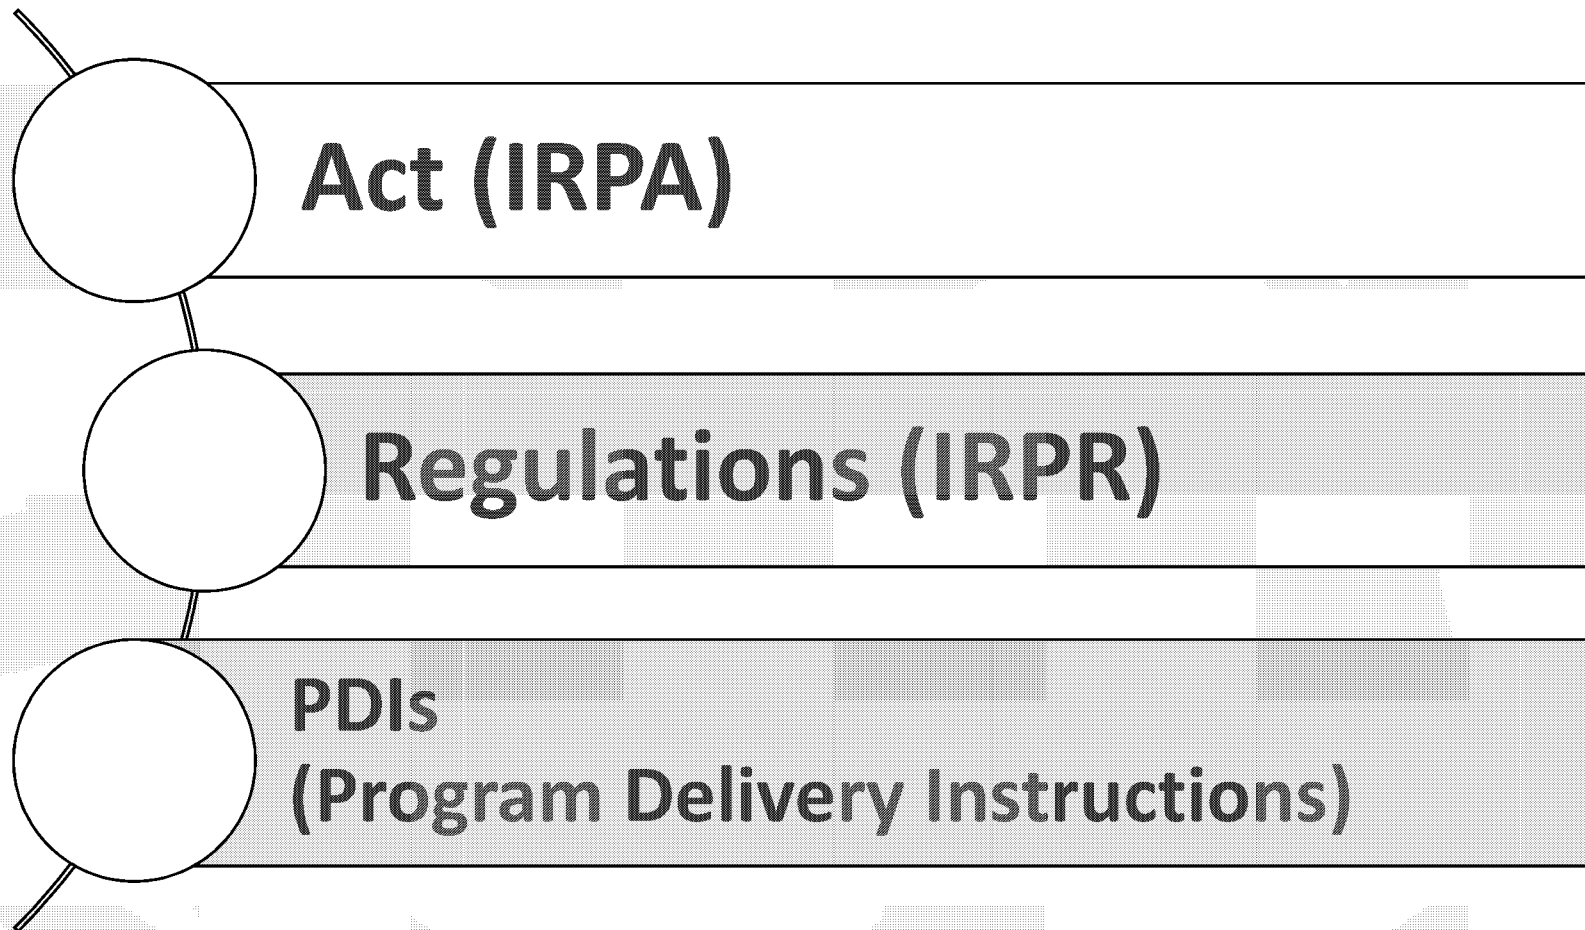 Act (IRPA)
Regulations (IRPR)
PDIs
(Program Delivery Instructions)